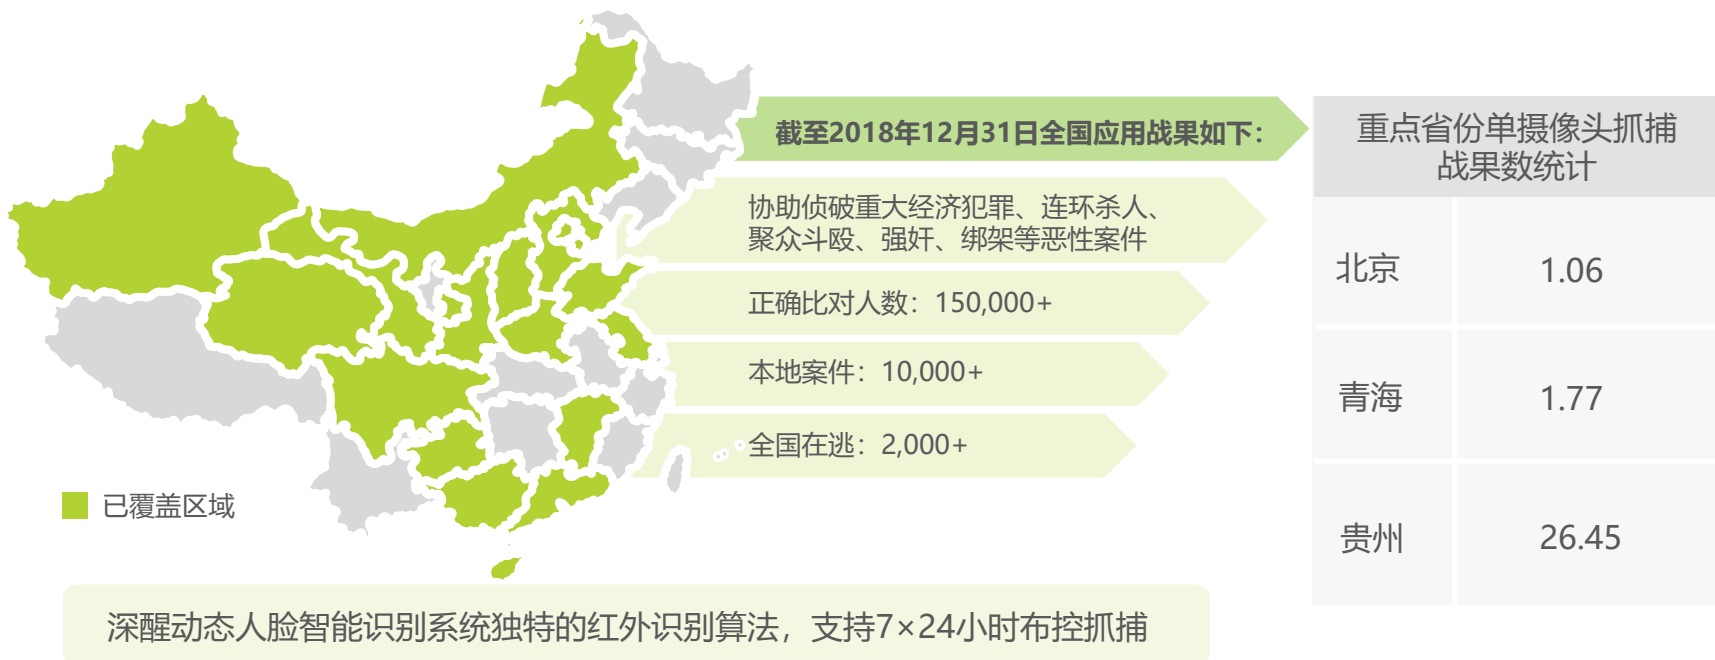 截至2018年12月31日全国应用战果如下：
协助侦破重大经济犯罪、连环杀人、
聚众斗殴、强奸、绑架等恶性案件
正确比对人数：150,000+
本地案件：10,000+
全国在逃：2,000+
已覆盖区域
深醒动态人脸智能识别系统独特的红外识别算法，支持7×24小时布控抓捕
重点省份单摄像头抓捕
战果数统计
北京 1.06
青海 1.77
贵州 26.45